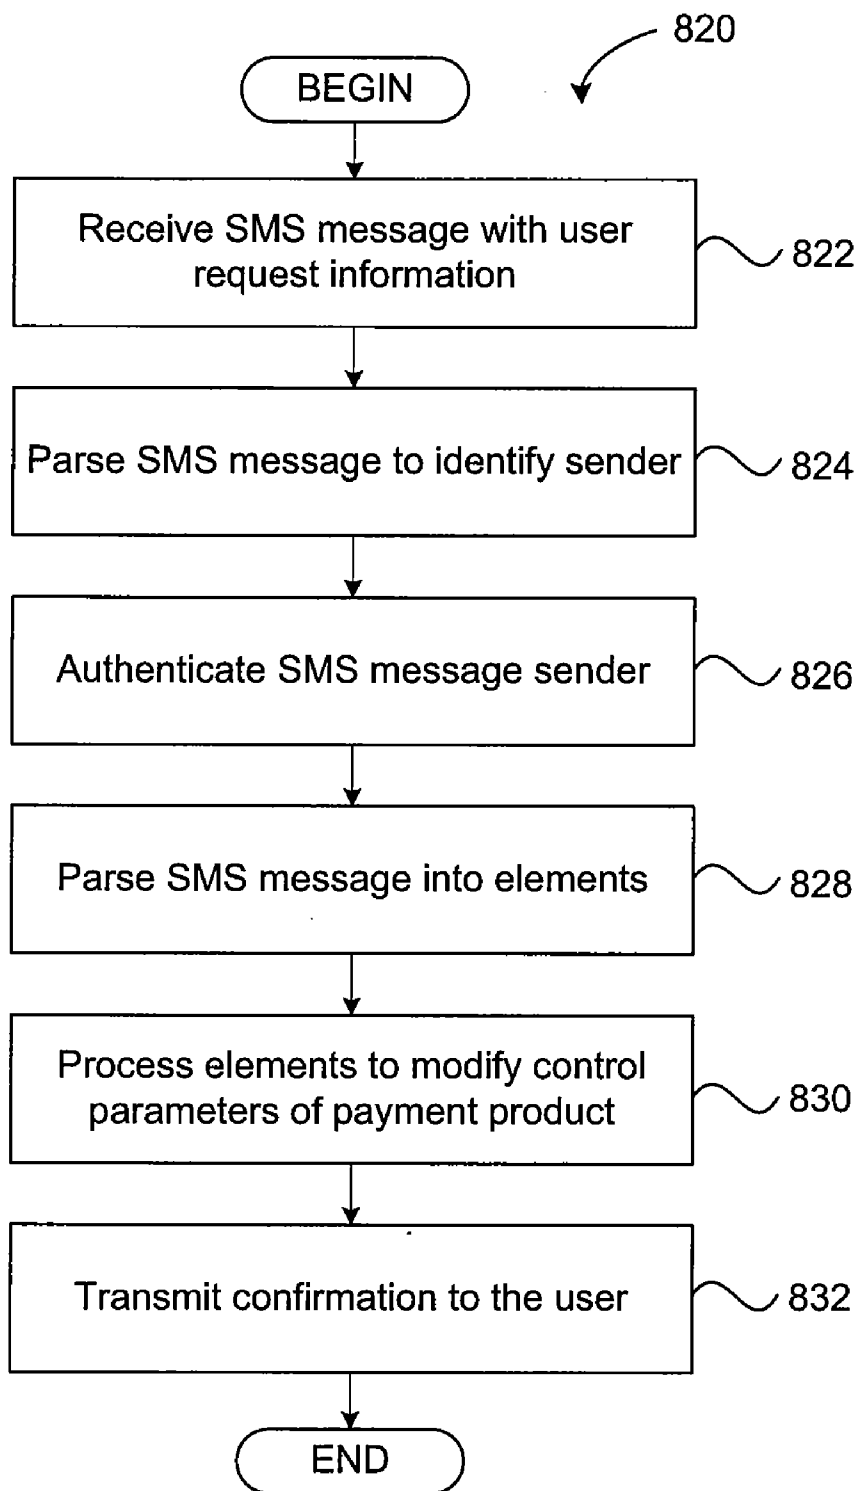 820
BEGIN
Receive SMS message with user
request information
822
Parse SMS message to identify sender
824
Authenticate SMS message sender
826
Parse SMS message into elements
828
Process elements to modify control
parameters of payment product
830
Transmit confirmation to the user
832
END